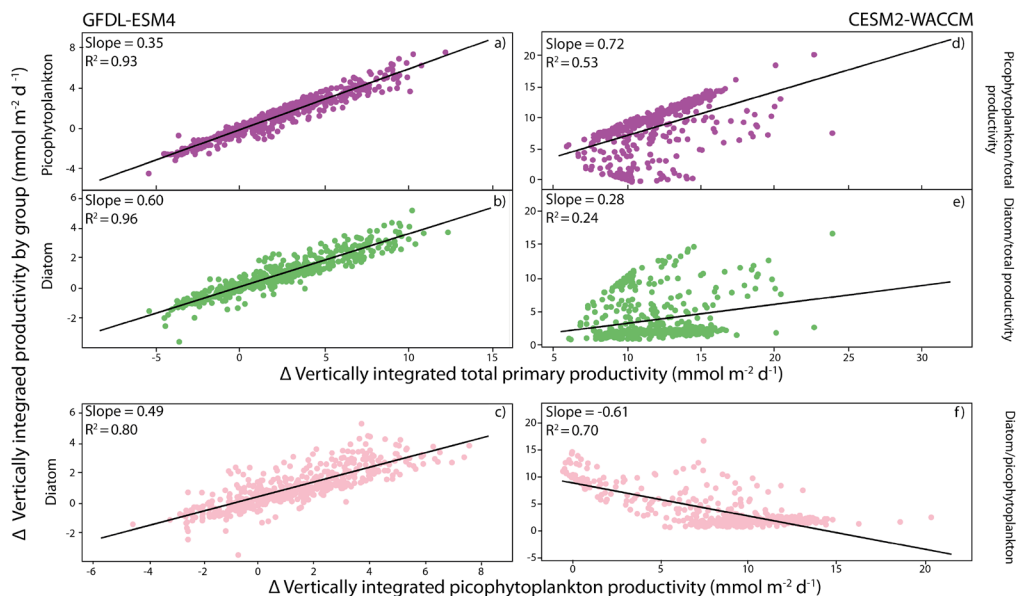 GFDL-ESM4
CESM2-WACCM
Δ Vertically integraed productivity by group (mmol m⁻² d⁻¹)
Picophytoplankton
Slope = 0.35
R² = 0.93
a)
8
4
0
-4
Slope = 0.72
R² = 0.53
d)
20
15
10
5
0
Picophytoplankton/total
productivity
Diatom
Slope = 0.60
R² = 0.96
b)
6
4
2
0
-2
-5
0
5
10
15
Slope = 0.28
R² = 0.24
e)
20
15
10
5
0
5
10
15
20
25
30
Diatom/total productivity
Δ Vertically integrated total primary productivity (mmol m⁻² d⁻¹)
Diatom
Slope = 0.49
R² = 0.80
c)
6
4
2
0
-2
-6
-4
-2
0
2
4
6
8
Slope = -0.61
R² = 0.70
f)
20
15
10
5
0
-5
0
5
10
15
20
Diatom/picophytoplankton
Δ Vertically integrated picophytoplankton productivity (mmol m⁻² d⁻¹)